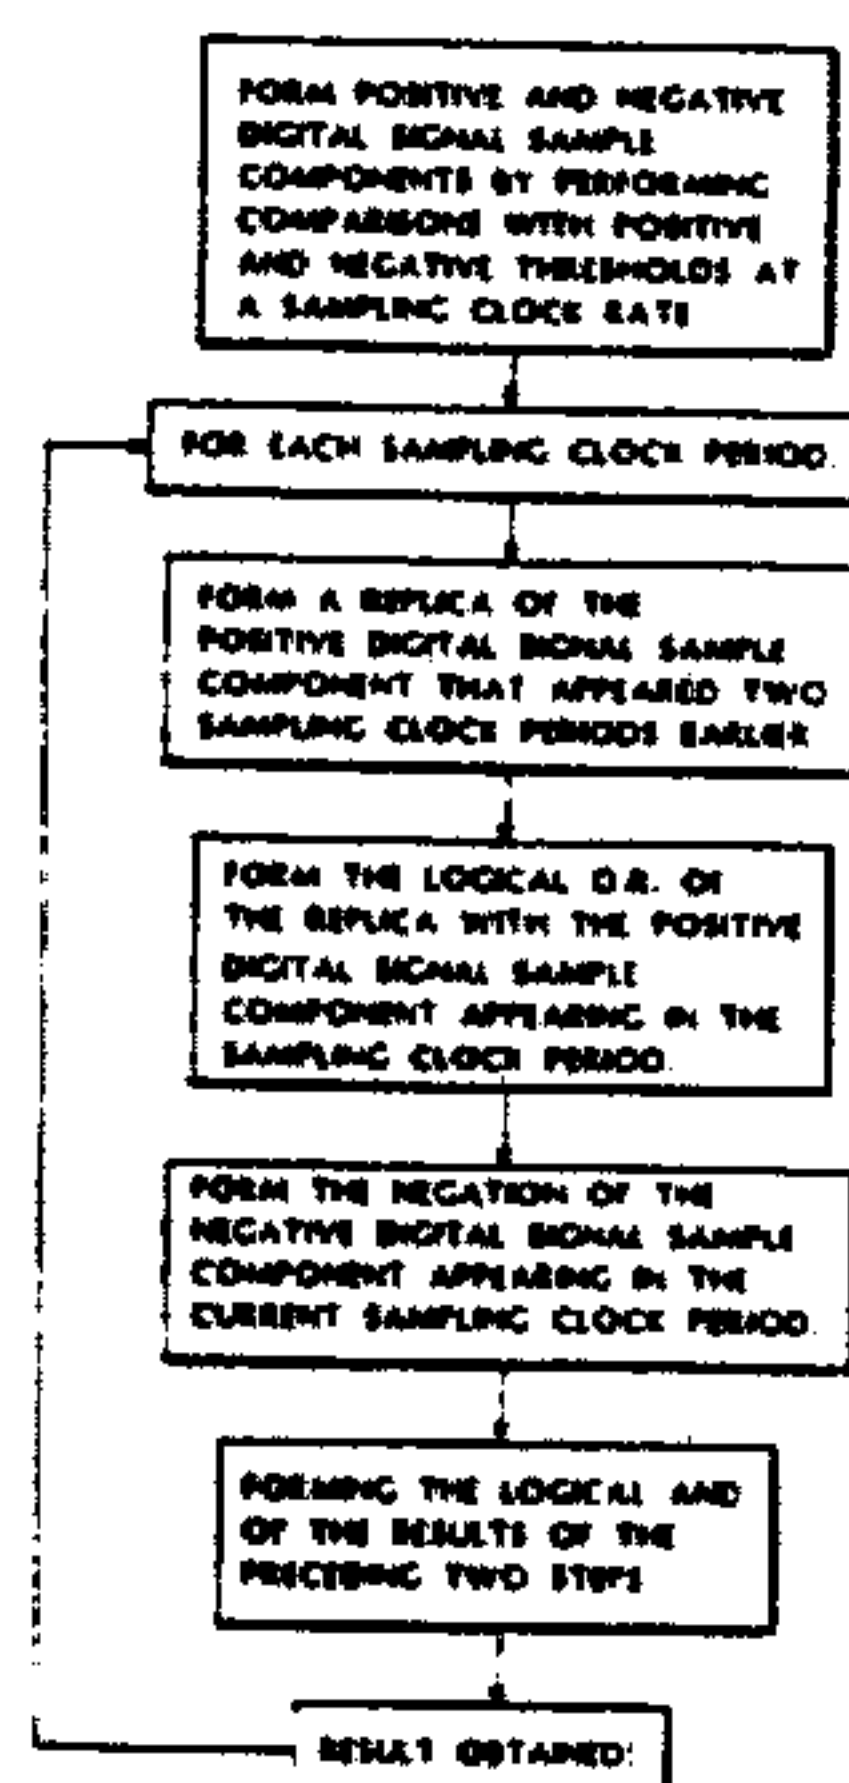 FORM POSITIVE AND NEGATIVE
DIGITAL SIGNAL SAMPLE
COMPONENTS BY PERFORMING
COMPARISONS WITH POSITIVE
AND NEGATIVE THRESHOLDS AT
A SAMPLING CLOCK RATE
FOR EACH SAMPLING CLOCK PERIOD
FORM A REPLICA OF THE
POSITIVE DIGITAL SIGNAL SAMPLE
COMPONENT THAT APPEARED TWO
SAMPLING CLOCK PERIODS EARLIER
FORM THE LOGICAL O.R. OF
THE REPLICA WITH THE POSITIVE
DIGITAL SIGNAL SAMPLE
COMPONENT APPEARING IN THE
SAMPLING CLOCK PERIOD
FORM THE NEGATION OF THE
NEGATIVE DIGITAL SIGNAL SAMPLE
COMPONENT APPEARING IN THE
CURRENT SAMPLING CLOCK PERIOD
FORMING THE LOGICAL AND
OF THE RESULTS OF THE
PRECEDING TWO STEPS
RESULT OBTAINED